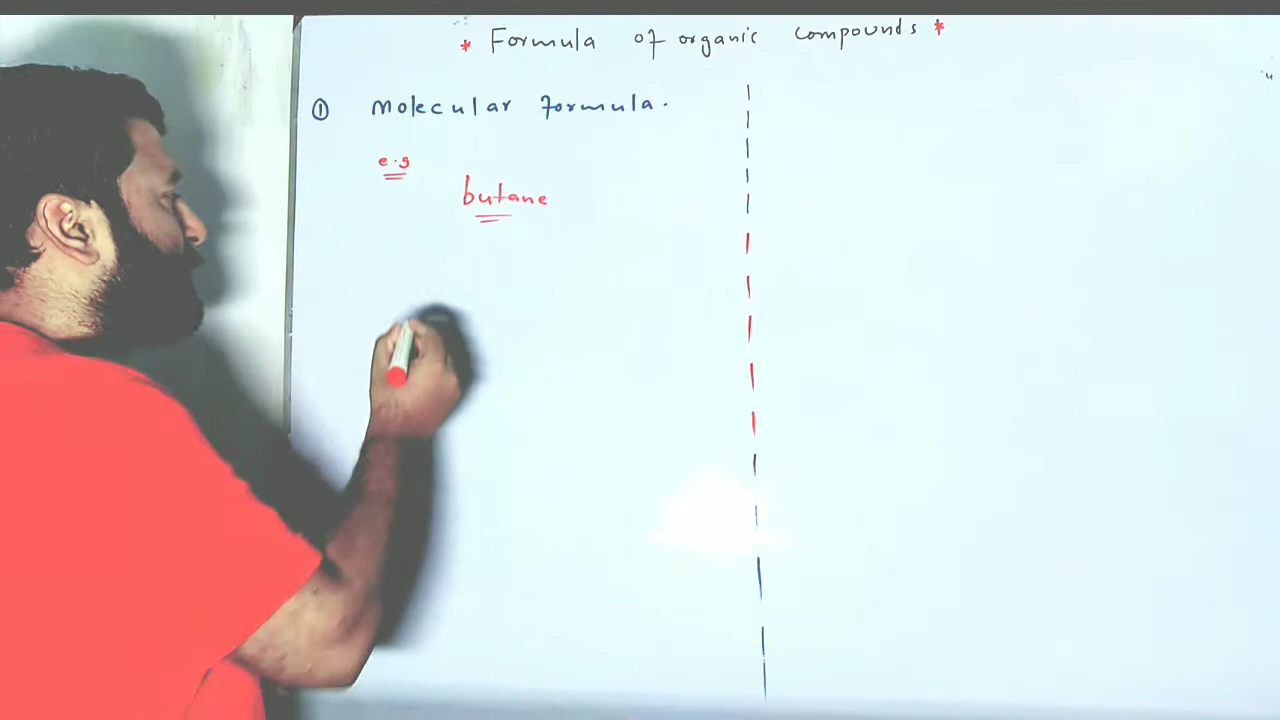 * Formula of organic compounds *
① Molecular formula.
e.g
butane